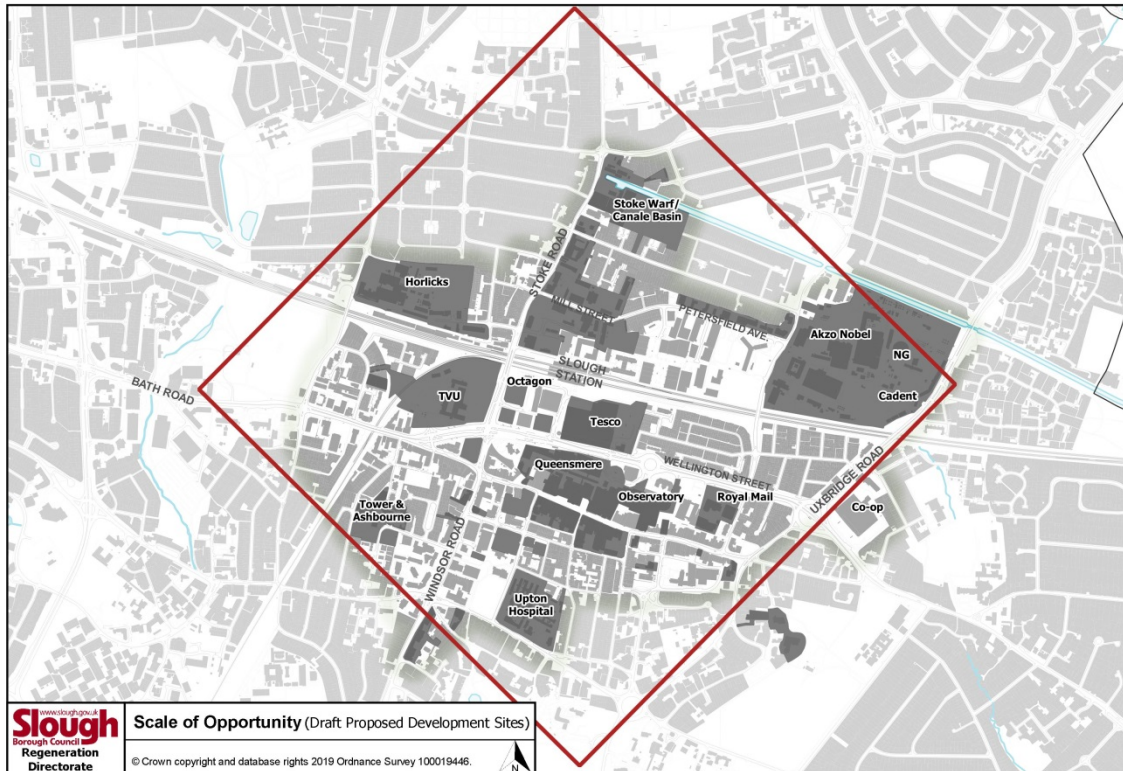 Stoke Warf/
Canale Basin
STOKE ROAD
Horlicks
MILL STREET
PETERSFIELD AVE.
Akzo Nobel
NG
Cadent
SLOUGH
STATION
BATH ROAD
TVU
Octagon
Tesco
Queensmere
WELLINGTON STREET
Observatory
Royal Mail
UXBRIDGE ROAD
Co-op
Tower &
Ashbourne
WINDSOR ROAD
Upton
Hospital
www.slough.gov.uk
Slough
Borough Council
Regeneration
Directorate
Scale of Opportunity (Draft Proposed Development Sites)
© Crown copyright and database rights 2019 Ordnance Survey 100019446.
N